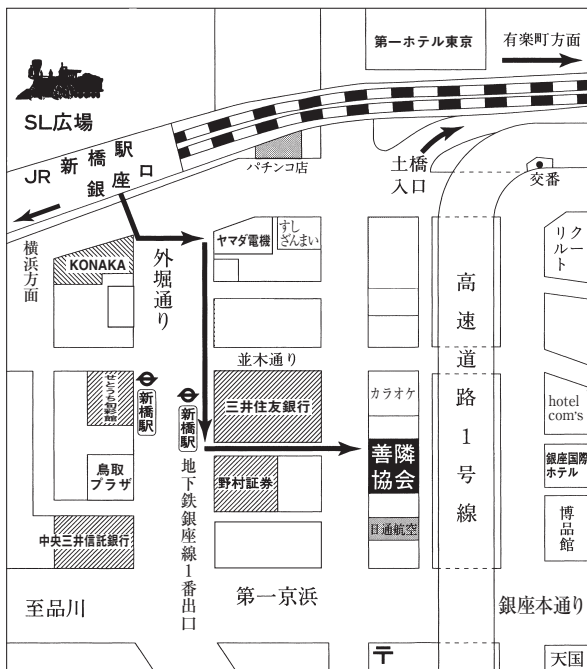 第一ホテル東京
有楽町方面
SL広場
JR 新橋駅
銀座口
パチンコ店
土橋
入口
交番
横浜方面
KONAKA
外堀通り
ヤマダ電機
すし
ざんまい
高速道路1号線
リクルート
並木通り
せとうち旬彩館
新橋駅
新橋駅
三井住友銀行
カラオケ
hotel
com's
鳥取
プラザ
地下鉄銀座線1番出口
野村証券
善隣
協会
銀座国際
ホテル
日通航空
博品館
中央三井信託銀行
至品川
第一京浜
銀座本通り
〒
天国